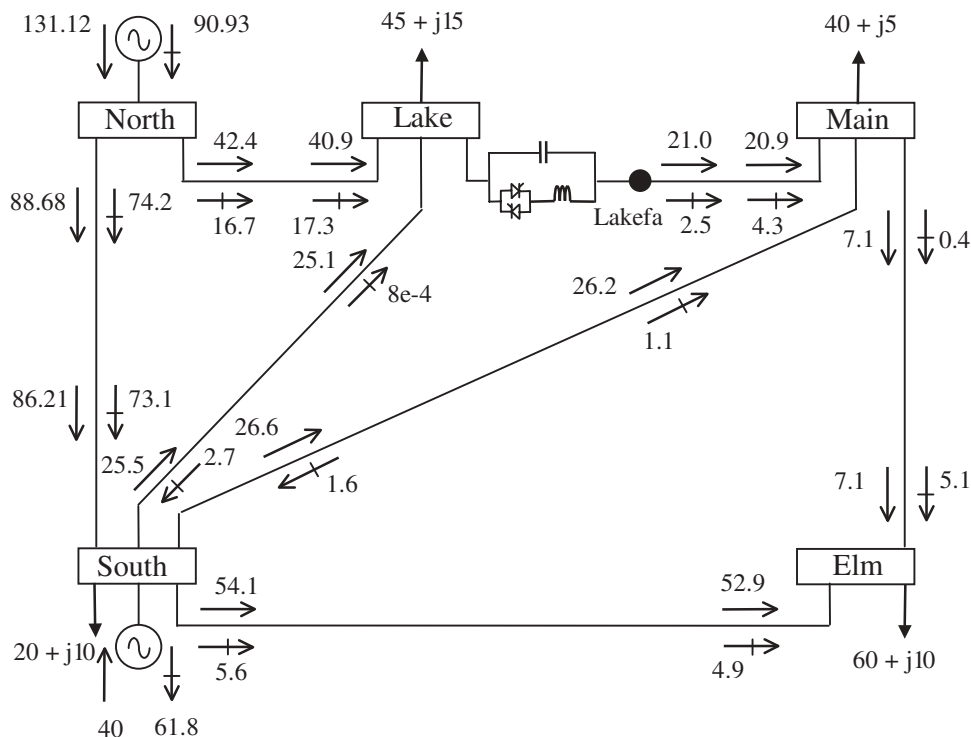 131.12
90.93
45 + j15
40 + j5
North
Lake
Main
42.4
40.9
21.0
20.9
88.68
74.2
16.7
17.3
Lakefa
2.5
4.3
7.1
0.4
25.1
8e-4
26.2
1.1
86.21
73.1
26.6
25.5
2.7
1.6
7.1
5.1
South
Elm
54.1
52.9
20 + j10
5.6
4.9
60 + j10
40
61.8